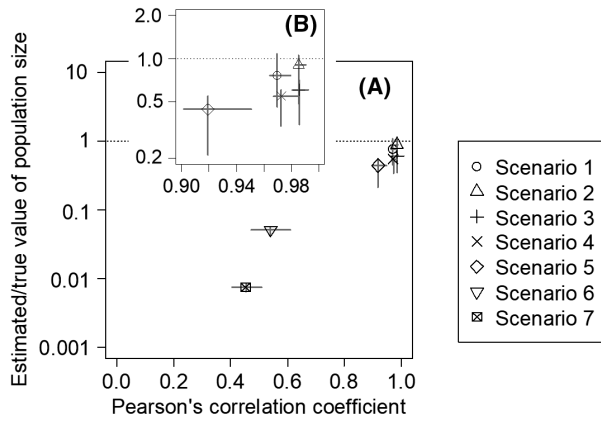 (B)
2.0
1.0
0.5
0.2
0.90 0.94 0.98
(A)
10
1
0.1
0.01
0.001
0.0 0.2 0.4 0.6 0.8 1.0
Pearson's correlation coefficient
Estimated/true value of population size
Scenario 1
Scenario 2
Scenario 3
Scenario 4
Scenario 5
Scenario 6
Scenario 7